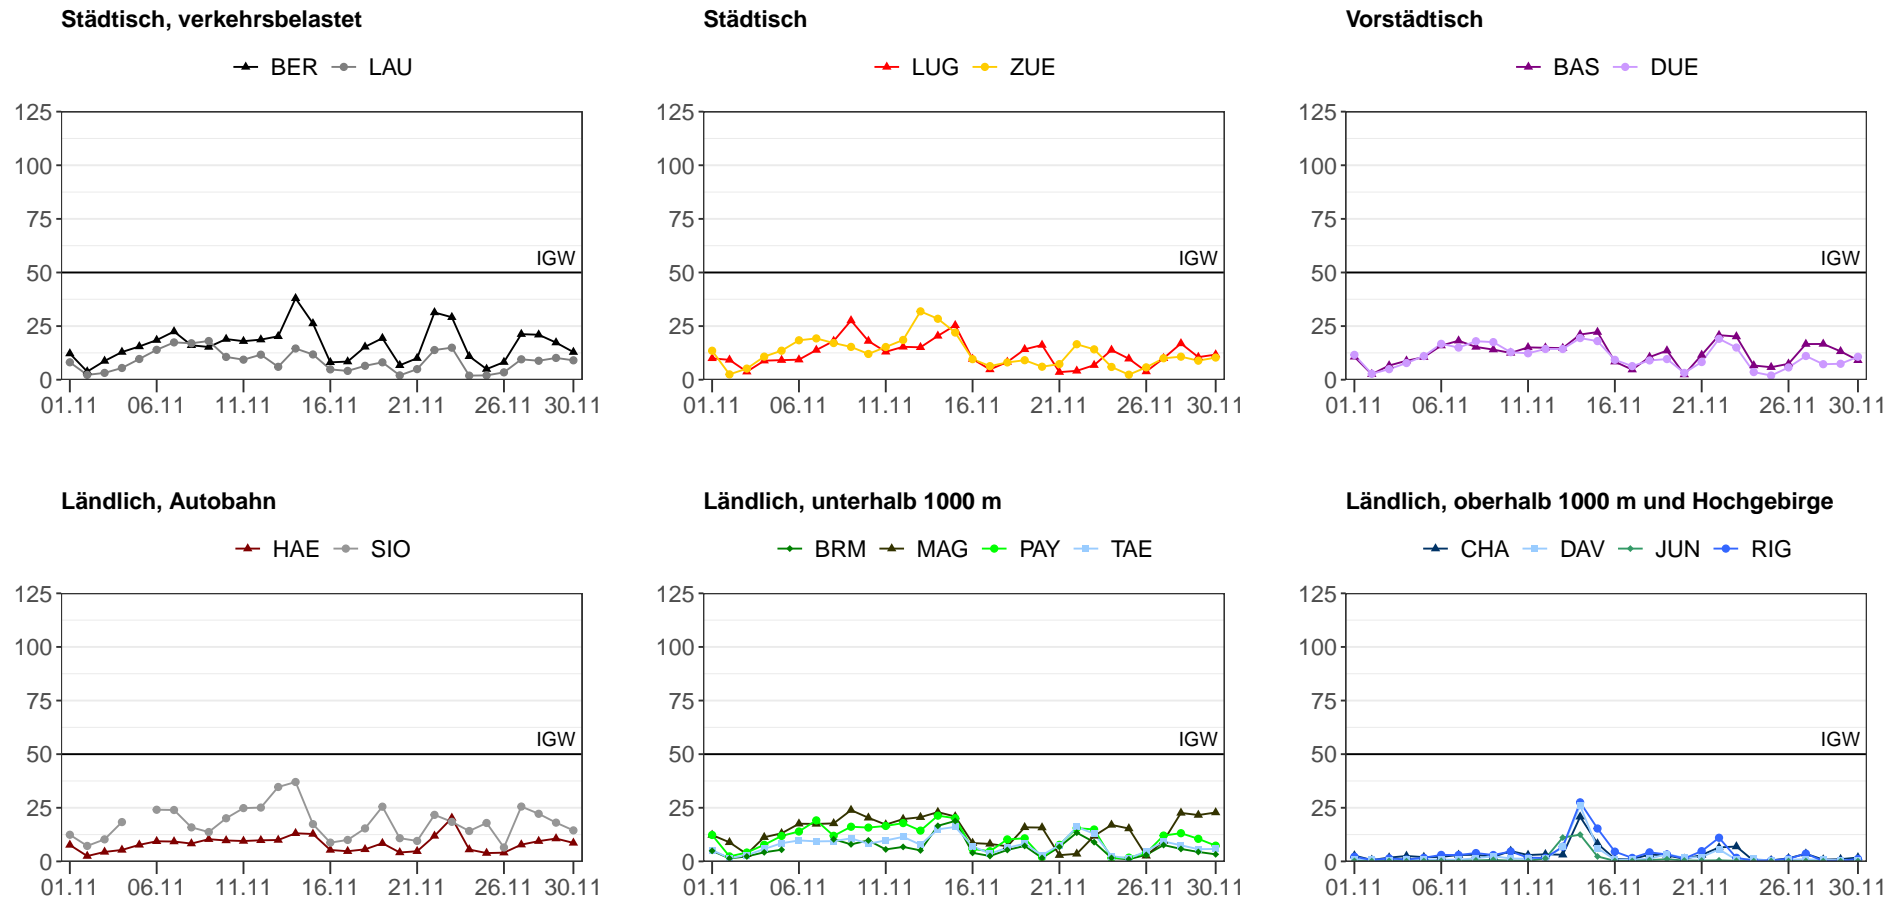 Städtisch, verkehrsbelastet
BER LAU
125
100
75
50
25
0
IGW
01.11 06.11 11.11 16.11 21.11 26.11 30.11
Städtisch
LUG ZUE
125
100
75
50
25
0
IGW
01.11 06.11 11.11 16.11 21.11 26.11 30.11
Vorstädtisch
BAS DUE
125
100
75
50
25
0
IGW
01.11 06.11 11.11 16.11 21.11 26.11 30.11
Ländlich, Autobahn
HAE SIO
125
100
75
50
25
0
IGW
01.11 06.11 11.11 16.11 21.11 26.11 30.11
Ländlich, unterhalb 1000 m
BRM MAG PAY TAE
125
100
75
50
25
0
IGW
01.11 06.11 11.11 16.11 21.11 26.11 30.11
Ländlich, oberhalb 1000 m und Hochgebirge
CHA DAV JUN RIG
125
100
75
50
25
0
IGW
01.11 06.11 11.11 16.11 21.11 26.11 30.11